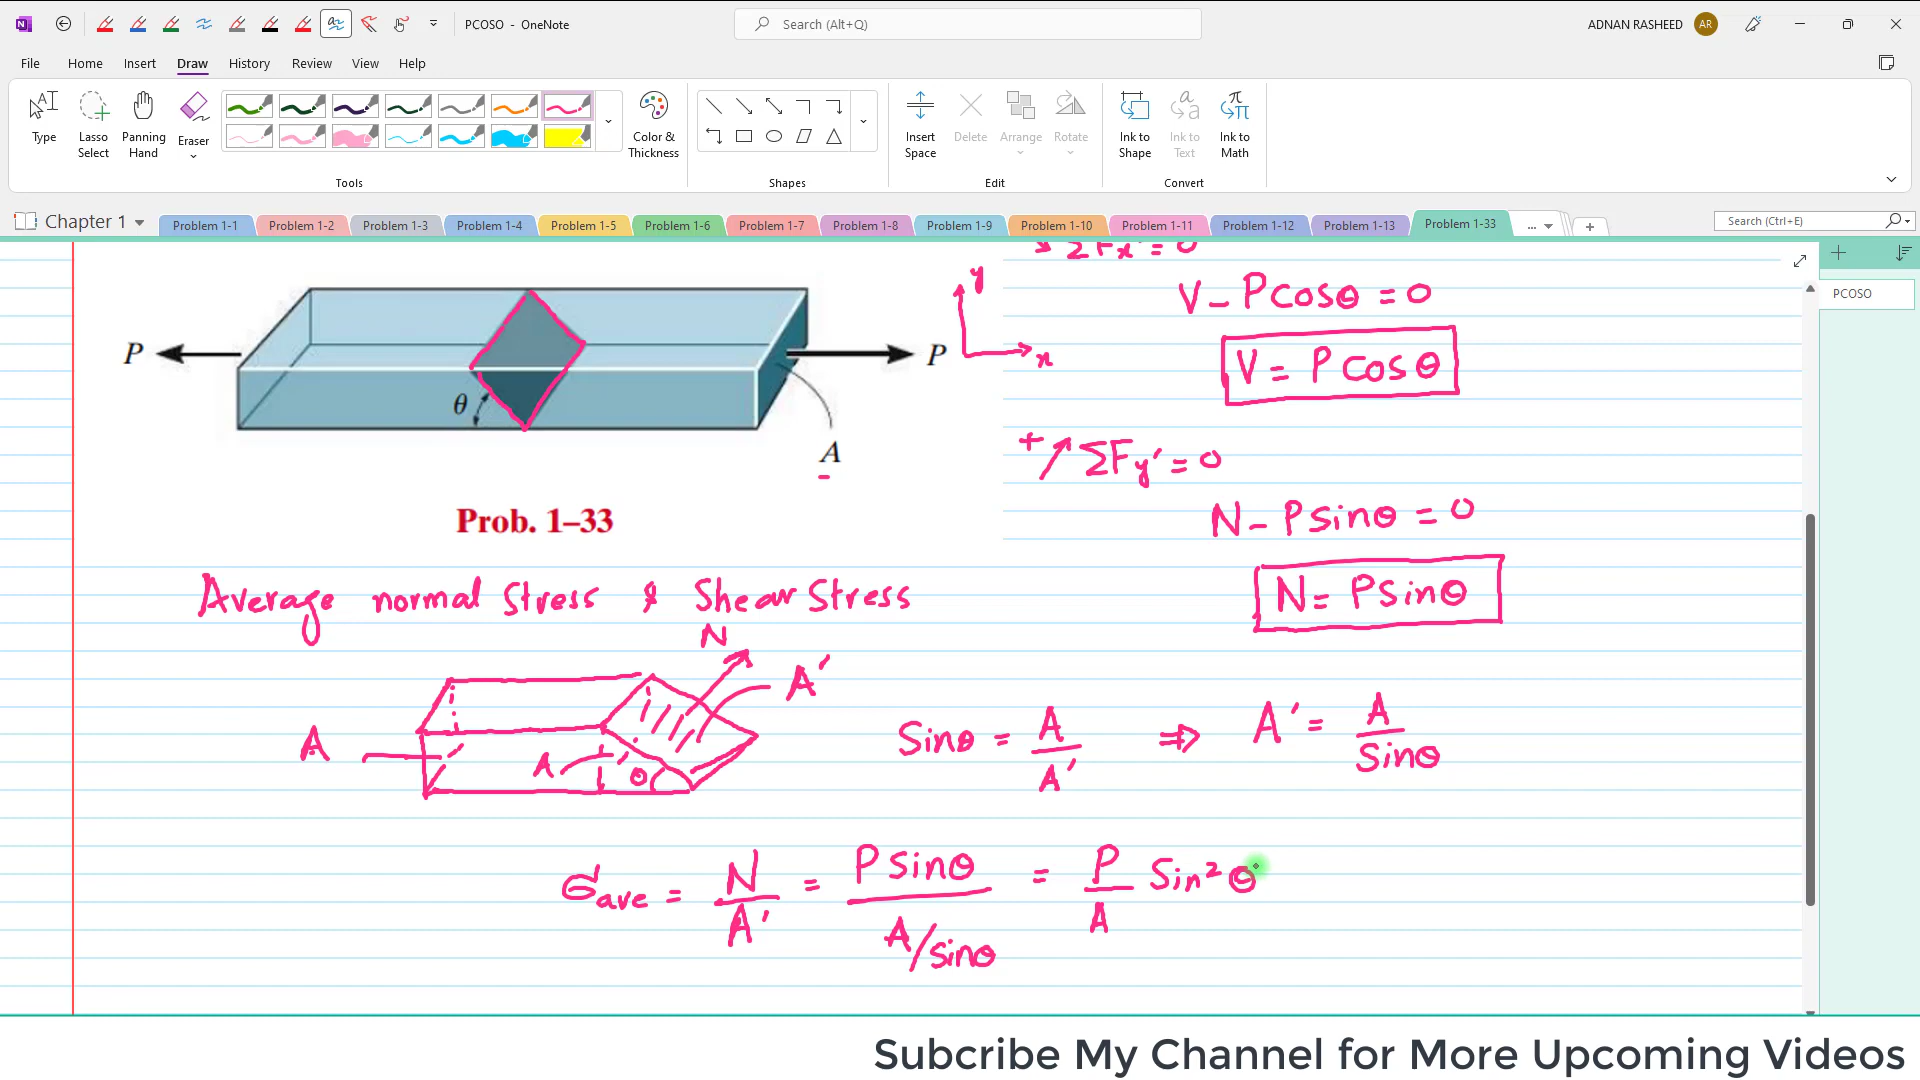 PCOSO - OneNote
Search (Alt+Q)
ADNAN RASHEED AR
File Home Insert Draw History Review View Help
Type
Lasso Select
Panning Hand
Eraser
Color & Thickness
Insert Space
Delete
Arrange
Rotate
Ink to Shape
Ink to Text
Ink to Math
Tools Shapes Edit Convert
Chapter 1 Problem 1-1 Problem 1-2 Problem 1-3 Problem 1-4 Problem 1-5 Problem 1-6 Problem 1-7 Problem 1-8 Problem 1-9 Problem 1-10 Problem 1-11 Problem 1-12 Problem 1-13 Problem 1-33 ... +
Search (Ctrl+E)
PCOSO
P
θ
P
A
Prob. 1–33
y
x
ΣFx' = 0
V - Pcosθ = 0
V = Pcosθ
+ ↗ ΣFy' = 0
N - Psinθ = 0
N = Psinθ
Average normal Stress & Shear Stress
N
A'
A
A
θ
Sinθ = A/A' ⇒ A' = A/Sinθ
σave = N/A' = Psinθ / A/sinθ = P/A Sin²θ
Subcribe My Channel for More Upcoming Videos